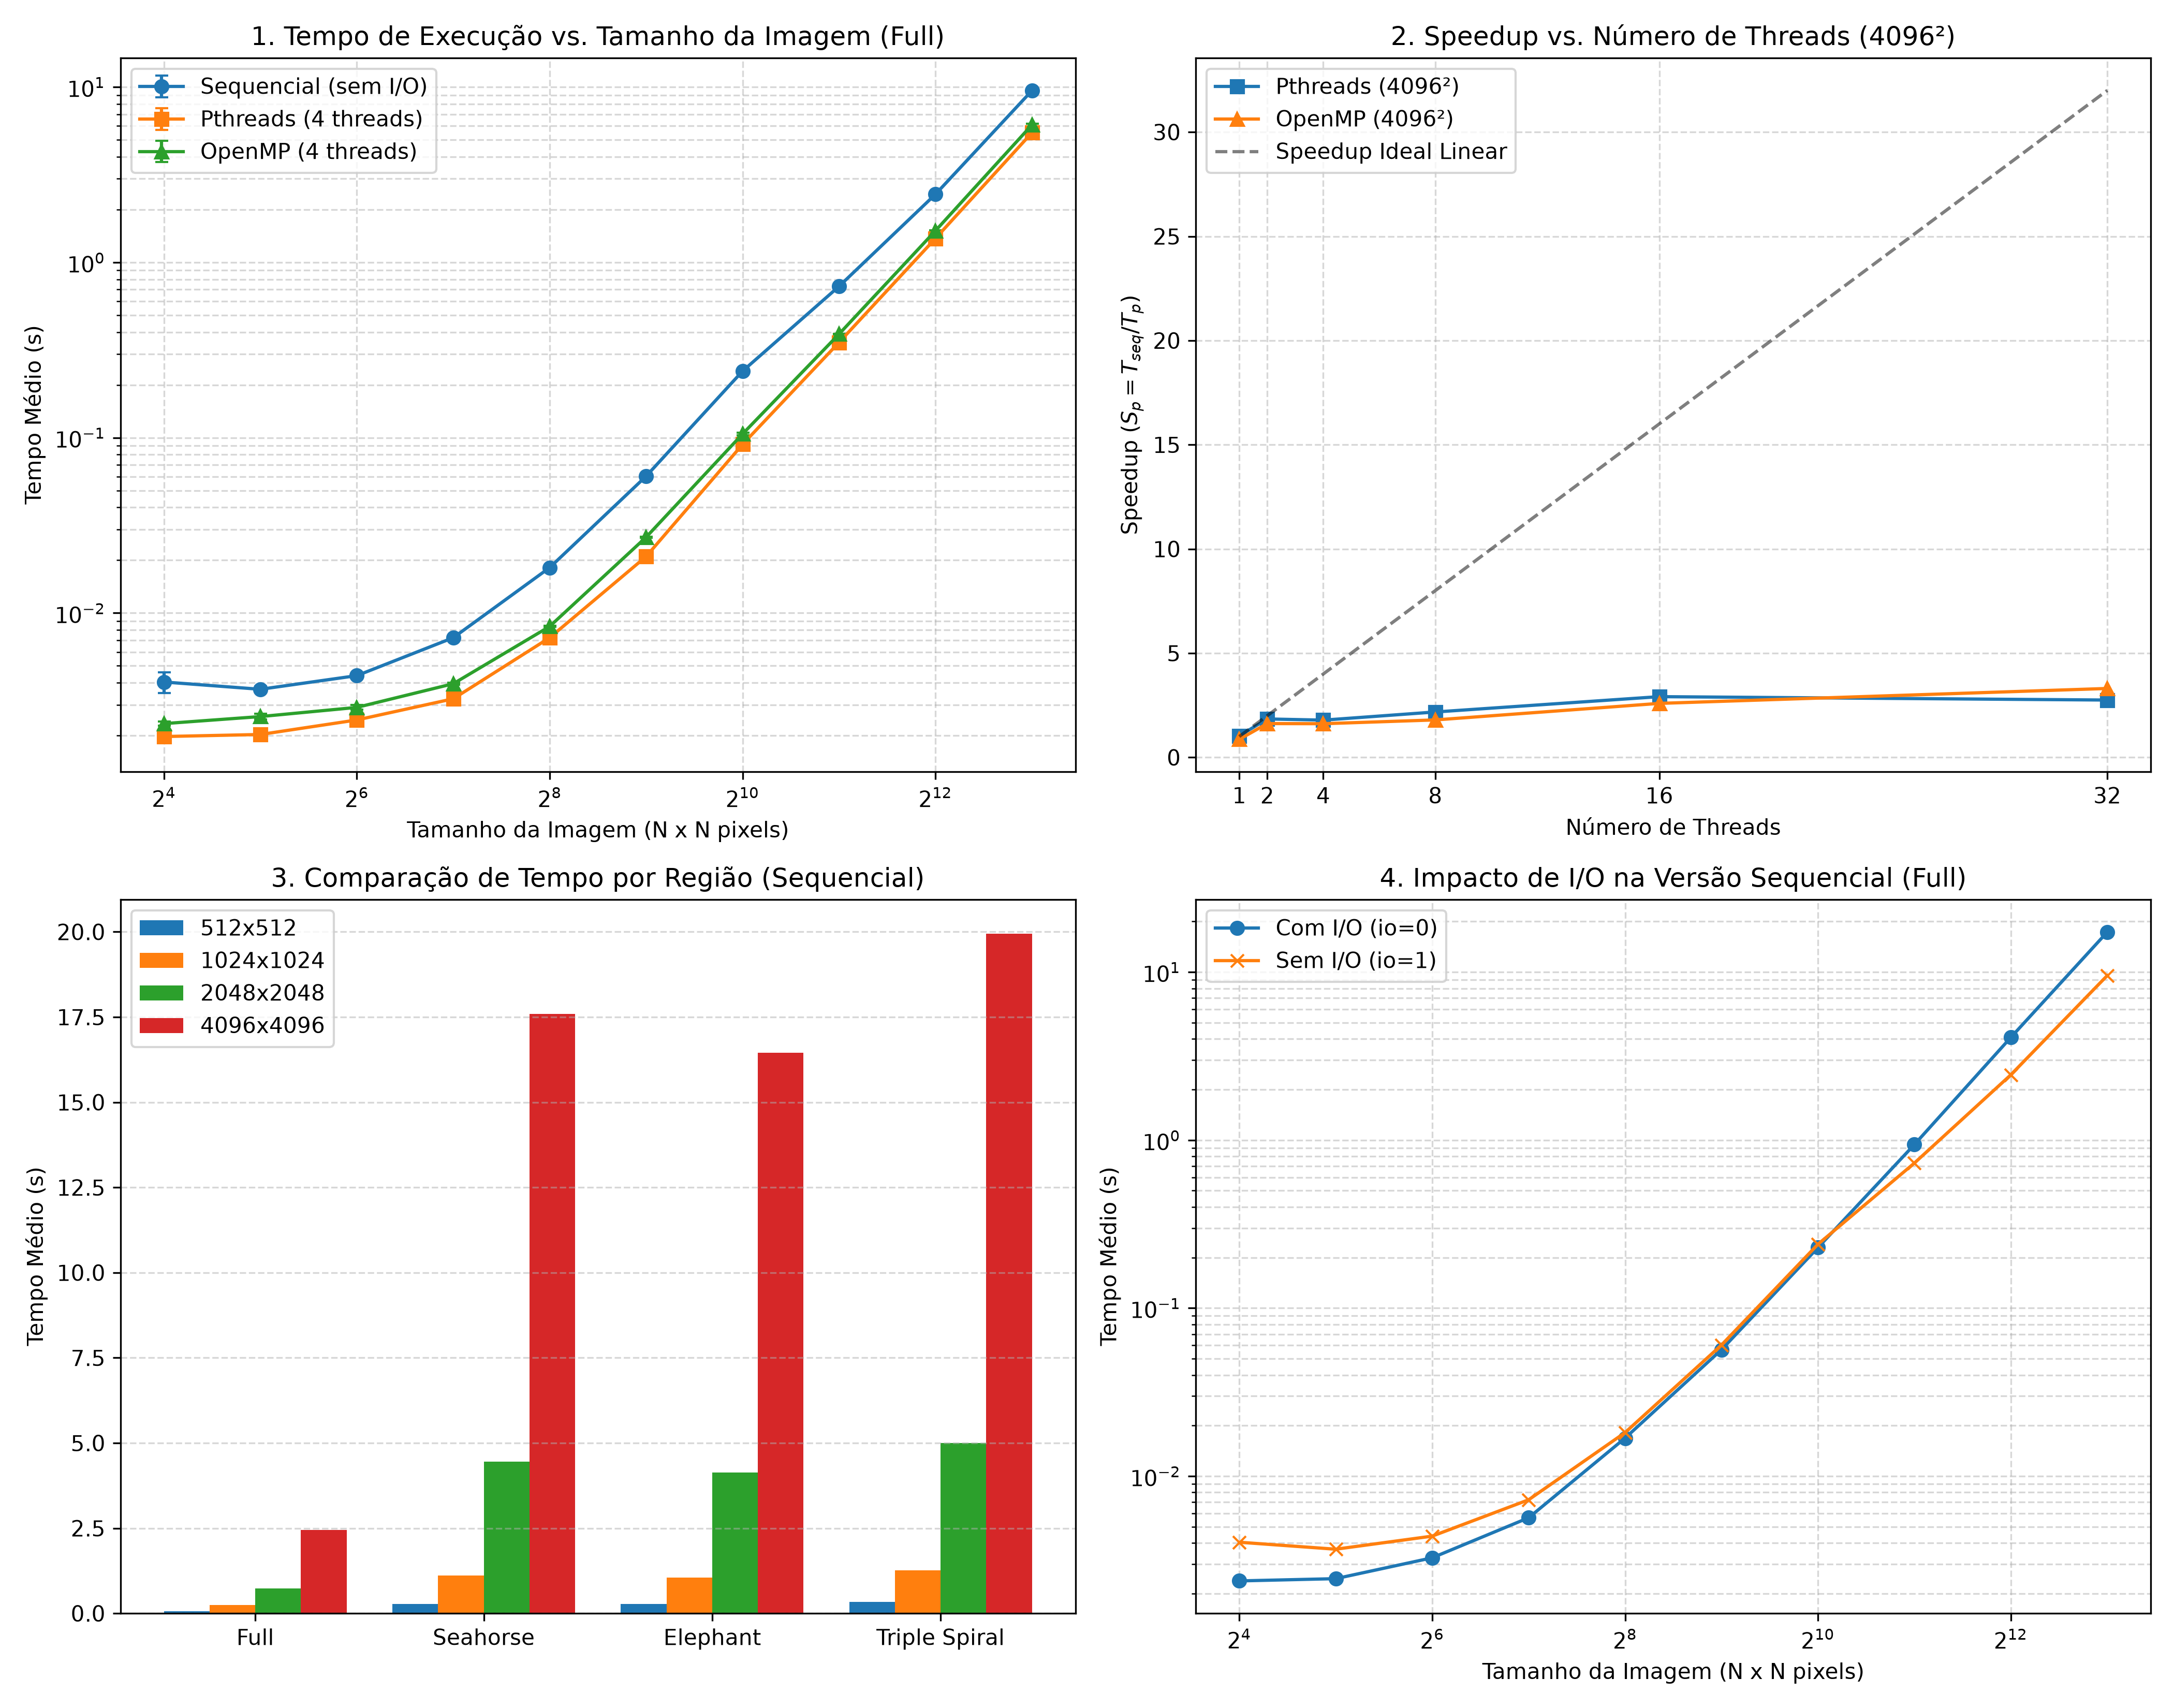 1. Tempo de Execução vs. Tamanho da Imagem (Full)
Sequencial (sem I/O)
Pthreads (4 threads)
OpenMP (4 threads)
Tempo Médio (s)
10¹
10⁰
10⁻¹
10⁻²
2⁴ 2⁶ 2⁸ 2¹⁰ 2¹²
Tamanho da Imagem (N x N pixels)
2. Speedup vs. Número de Threads (4096²)
Pthreads (4096²)
OpenMP (4096²)
Speedup Ideal Linear
Speedup (Sₚ = T_seq/Tₚ)
30
25
20
15
10
5
0
1 2 4 8 16 32
Número de Threads
3. Comparação de Tempo por Região (Sequencial)
512x512
1024x1024
2048x2048
4096x4096
Tempo Médio (s)
20.0
17.5
15.0
12.5
10.0
7.5
5.0
2.5
0.0
Full Seahorse Elephant Triple Spiral
4. Impacto de I/O na Versão Sequencial (Full)
Com I/O (io=0)
Sem I/O (io=1)
Tempo Médio (s)
10¹
10⁰
10⁻¹
10⁻²
2⁴ 2⁶ 2⁸ 2¹⁰ 2¹²
Tamanho da Imagem (N x N pixels)